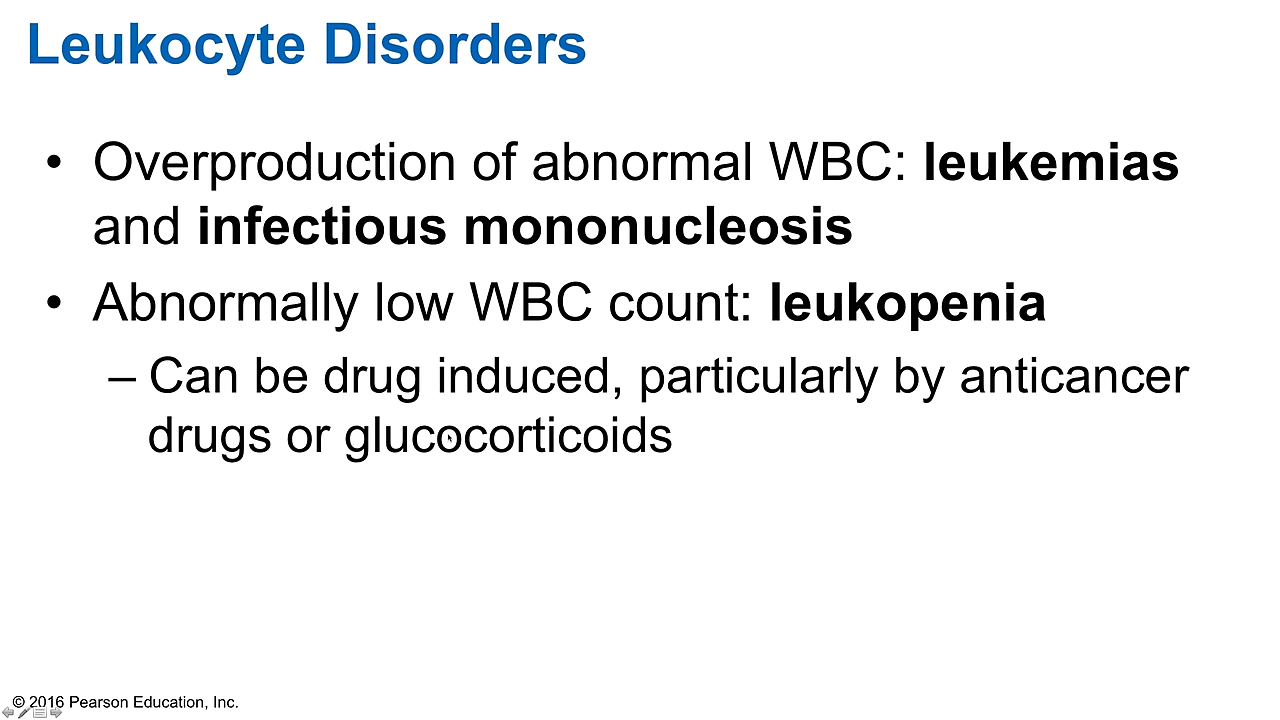 Leukocyte Disorders
• Overproduction of abnormal WBC: leukemias
and infectious mononucleosis
• Abnormally low WBC count: leukopenia
– Can be drug induced, particularly by anticancer
drugs or glucocorticoids
© 2016 Pearson Education, Inc.